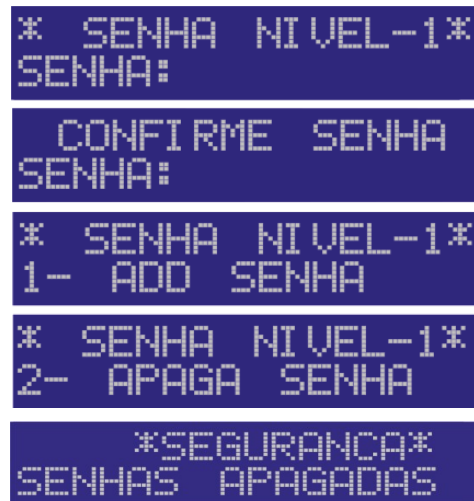 * SENHA NIVEL-1*
SENHA:
CONFIRME SENHA
SENHA:
* SENHA NIVEL-1*
1- ADD SENHA
* SENHA NIVEL-1*
2- APAGA SENHA
*SEGURANCA*
SENHAS APAGADAS